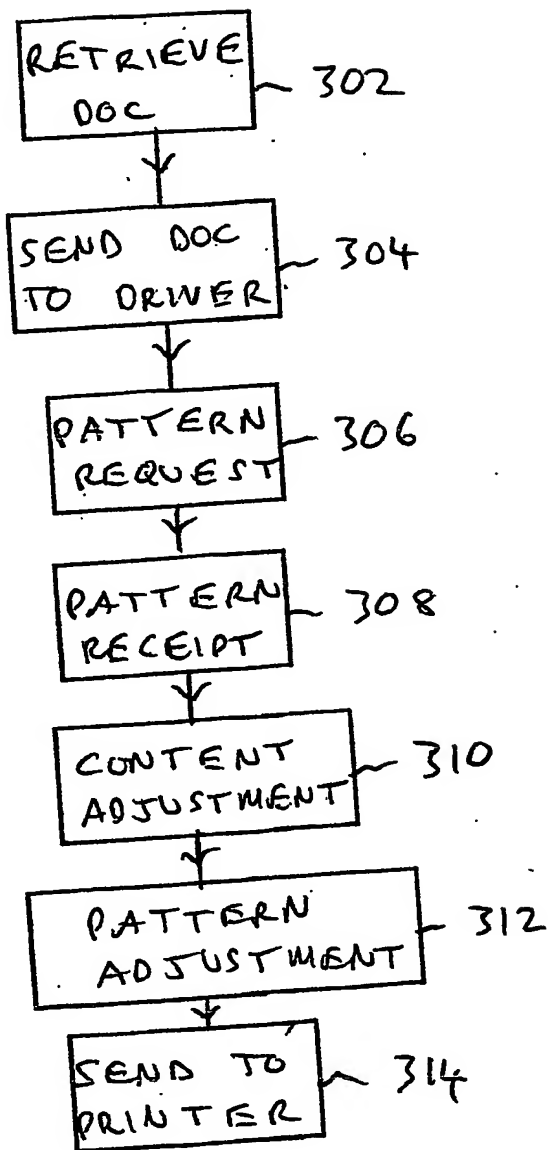 RETRIEVE
DOC
302
SEND DOC
TO DRIVER
304
PATTERN
REQUEST
306
PATTERN
RECEIPT
308
CONTENT
ADJUSTMENT
310
PATTERN
ADJUSTMENT
312
SEND TO
PRINTER
314